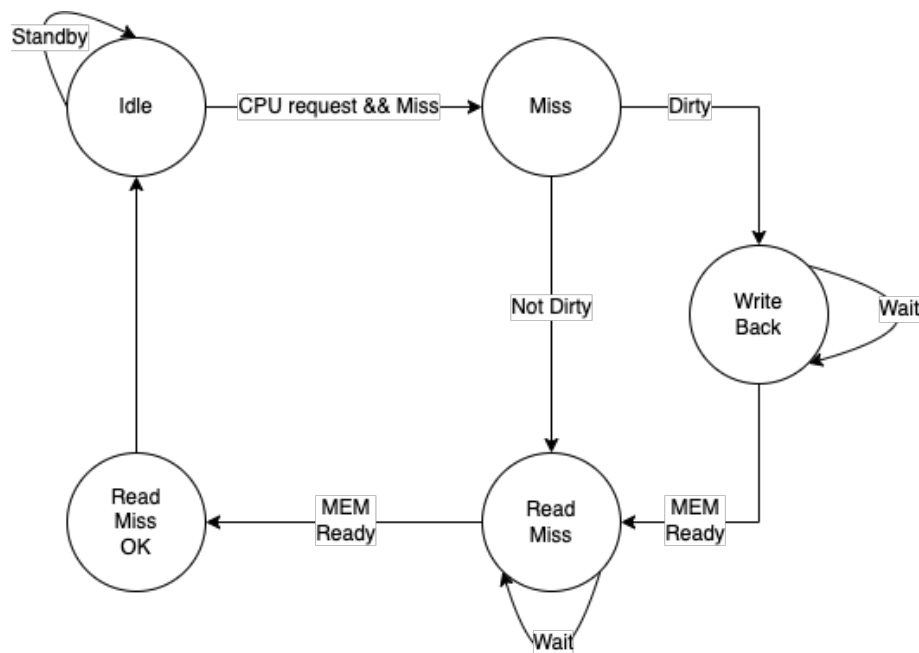 Standby
Idle
CPU request && Miss
Miss
Dirty
Not Dirty
Write
Back
Wait
Read
Miss
OK
MEM
Ready
Read
Miss
MEM
Ready
Wait